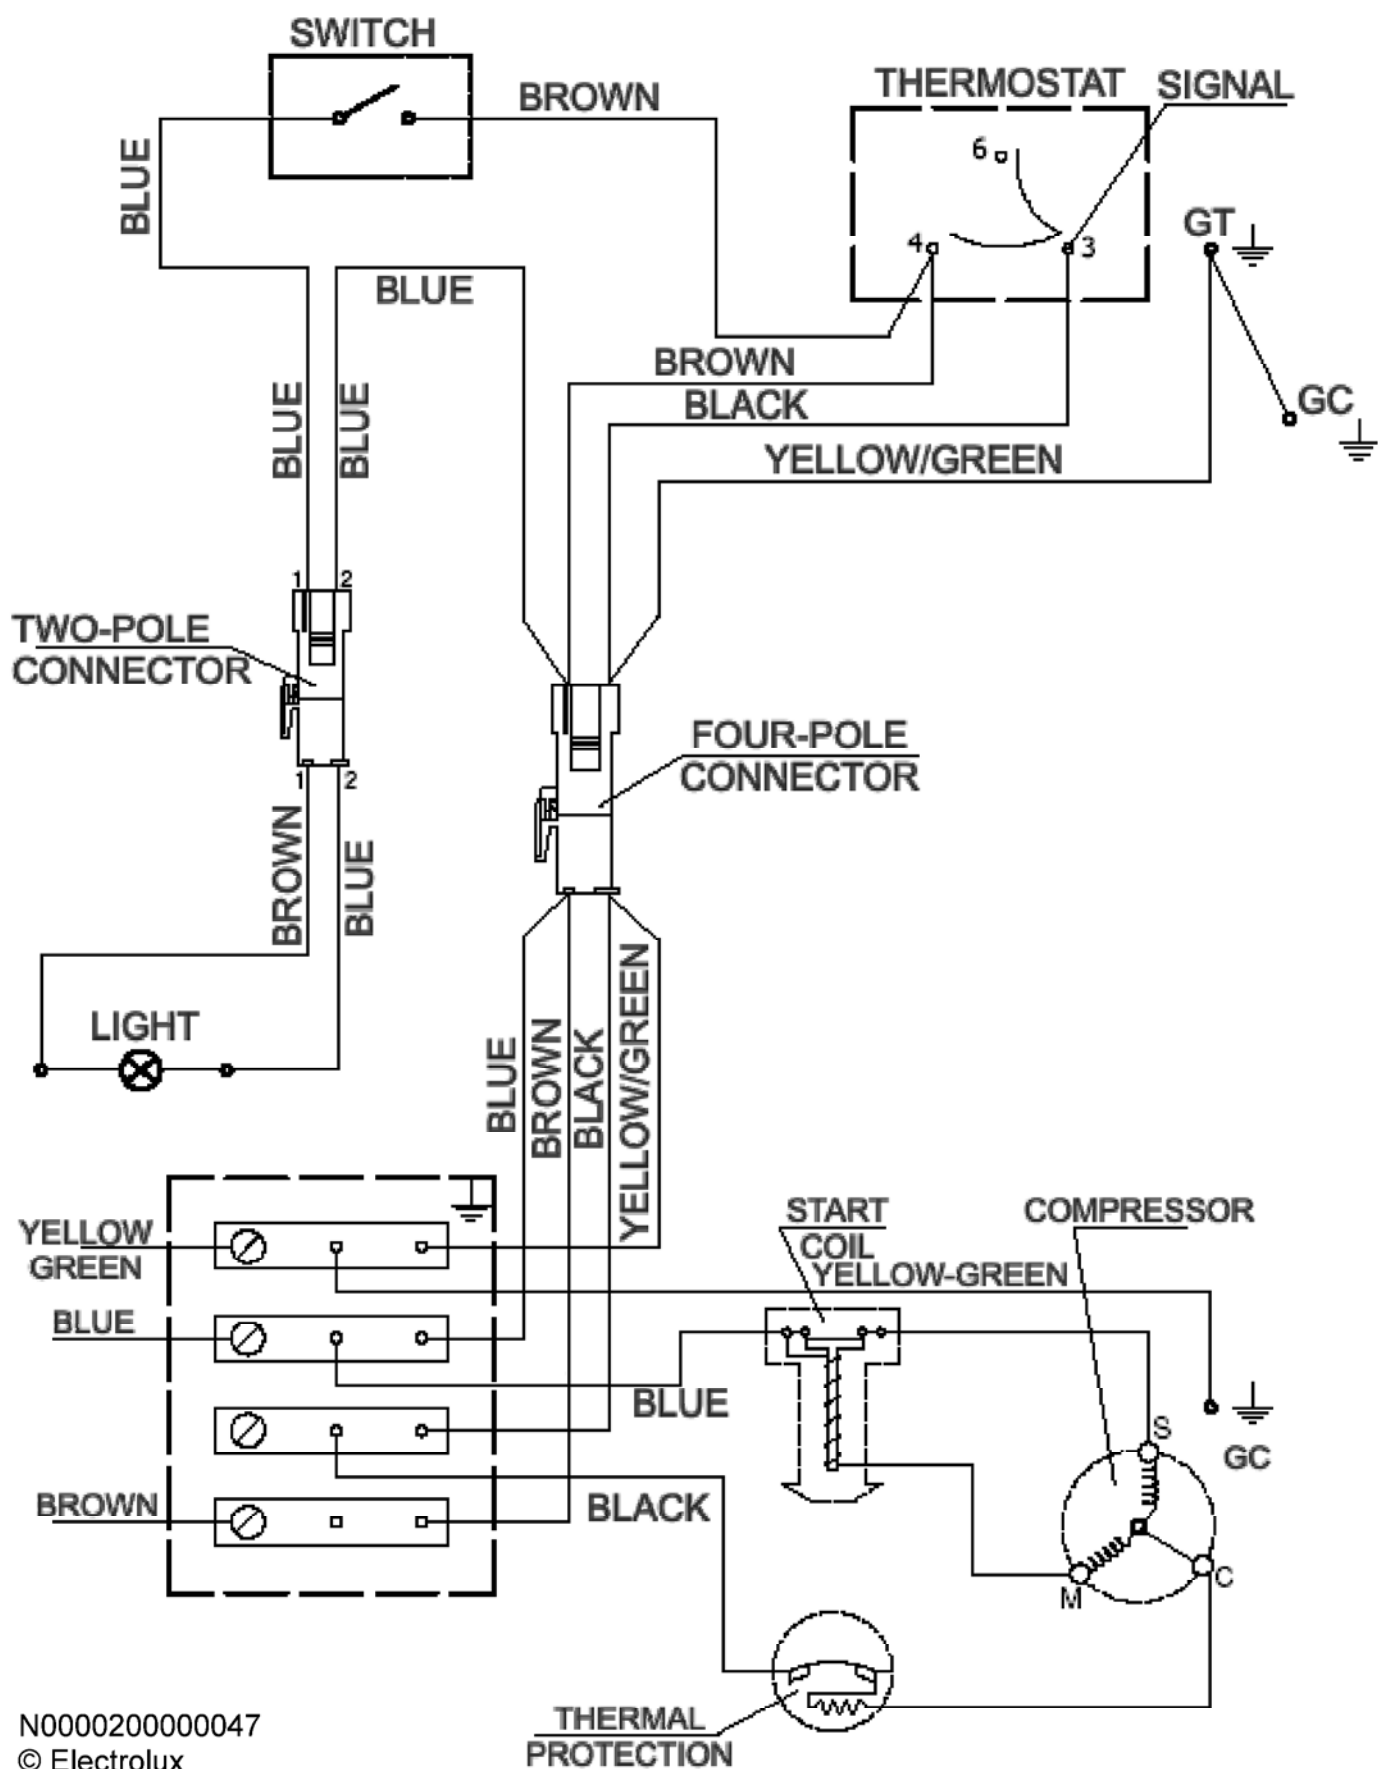 SWITCH
BROWN
THERMOSTAT
SIGNAL
BLUE
6
4
3
GT
BLUE
BROWN
BLACK
GC
BLUE
BLUE
YELLOW/GREEN
1
2
TWO-POLE
CONNECTOR
FOUR-POLE
CONNECTOR
1
2
BROWN
BLUE
LIGHT
BLUE
BROWN
BLACK
YELLOW/GREEN
YELLOW
GREEN
START
COIL
COMPRESSOR
YELLOW-GREEN
BLUE
BLUE
S
GC
BROWN
BLACK
M
C
THERMAL
PROTECTION
N0000200000047
© Electrolux